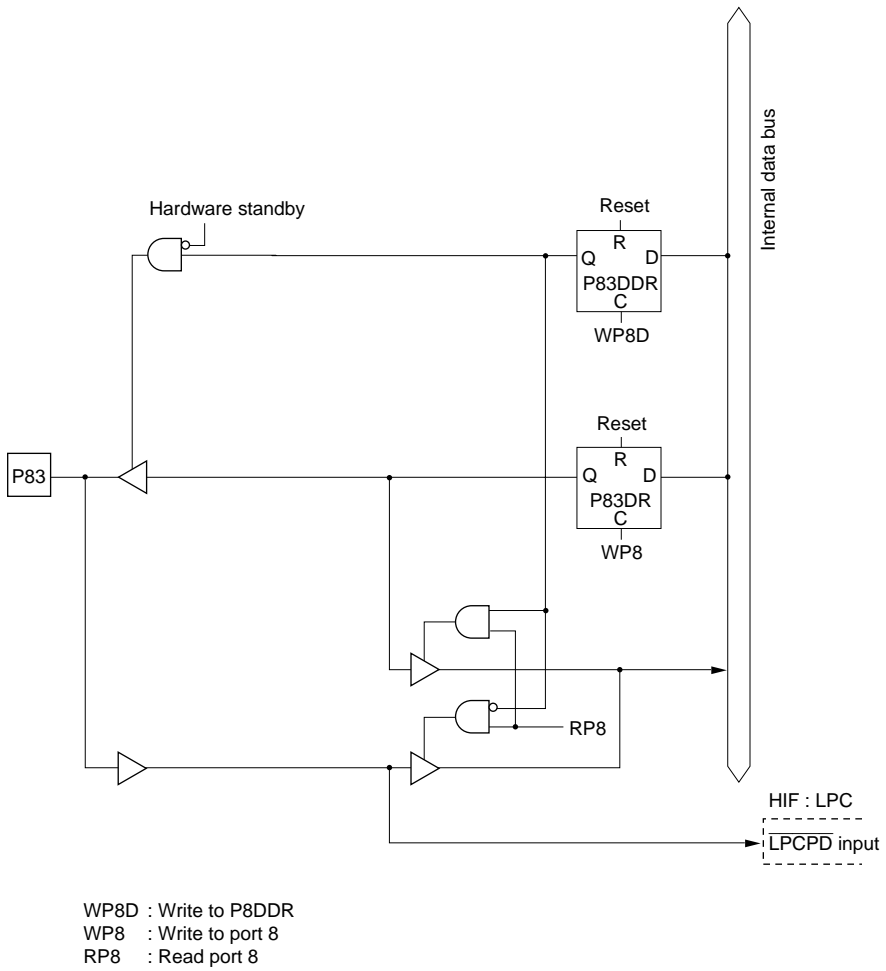 Internal data bus
Hardware standby
Reset
R
Q D
P83DDR
C
WP8D
Reset
R
Q D
P83DR
C
WP8
P83
RP8
HIF : LPC
LPCPD input
WP8D : Write to P8DDR
WP8 : Write to port 8
RP8 : Read port 8